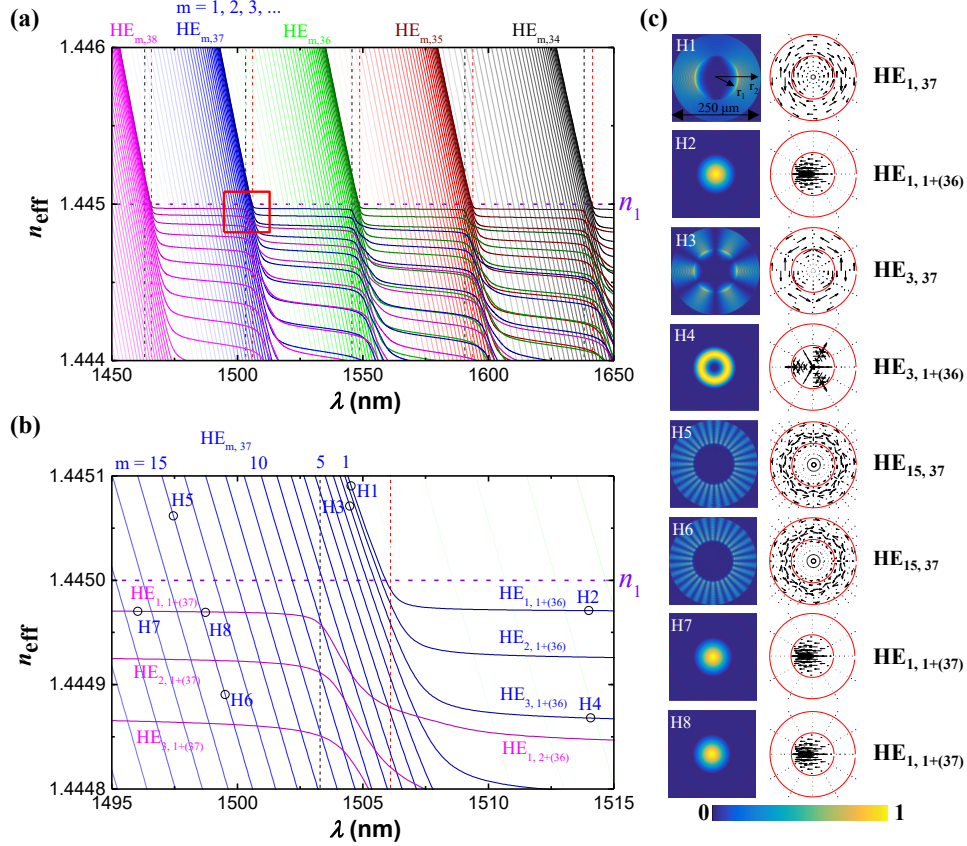 (a)
m = 1, 2, 3, ...
HEm,38 HEm,37 HEm,36 HEm,35 HEm,34
1.446
1.445
1.444
neff
n1
1450 1500 1550 1600 1650
λ (nm)
(b)
HEm, 37
m = 15 10 5 1
1.4451
1.4450
1.4449
1.4448
neff
n1
H5
H1
H3
HE1, 1+(37)
H7
H8
HE2, 1+(37)
H6
HE3, 1+(37)
HE1, 1+(36)
H2
HE2, 1+(36)
HE3, 1+(36)
H4
HE1, 2+(36)
1495 1500 1505 1510 1515
λ (nm)
(c)
H1
r1
r2
250 µm
HE1, 37
H2
HE1, 1+(36)
H3
HE3, 37
H4
HE3, 1+(36)
H5
HE15, 37
H6
HE15, 37
H7
HE1, 1+(37)
H8
HE1, 1+(37)
0 1